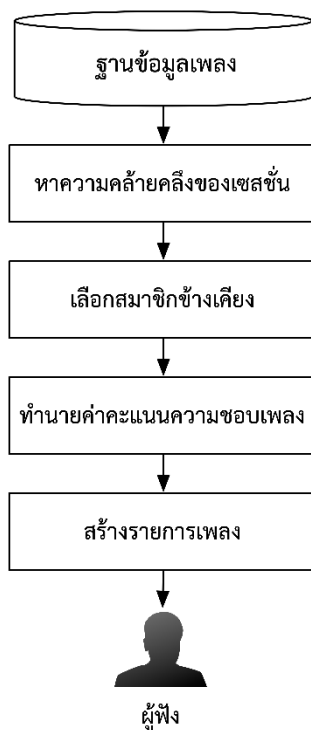 ฐานข้อมูลเพลง
หาความคล้ายคลึงของเซสชั่น
เลือกสมาชิกข้างเคียง
ทำนายค่าคะแนนความชอบเพลง
สร้างรายการเพลง
ผู้ฟัง